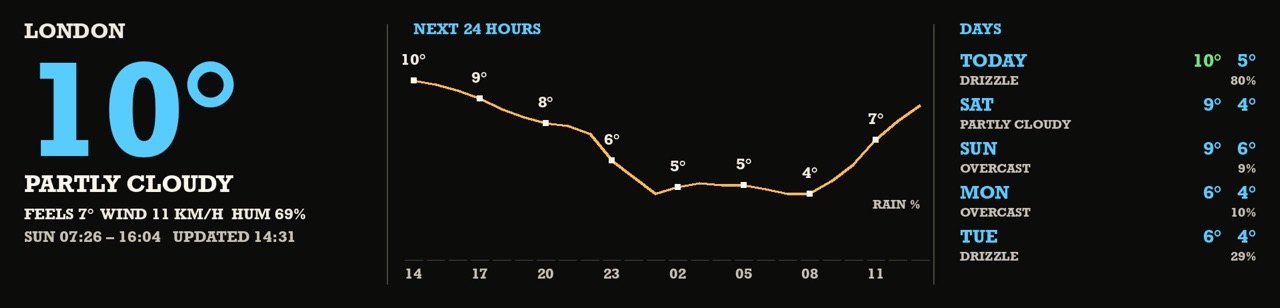 LONDON
10°
PARTLY CLOUDY
FEELS 7° WIND 11 KM/H HUM 69%
SUN 07:26 – 16:04 UPDATED 14:31
NEXT 24 HOURS
10°
9°
8°
6°
5°
5°
4°
7°
RAIN %
14 17 20 23 02 05 08 11
DAYS
TODAY 10° 5°
DRIZZLE 80%
SAT 9° 4°
PARTLY CLOUDY
SUN 9° 6°
OVERCAST 9%
MON 6° 4°
OVERCAST 10%
TUE 6° 4°
DRIZZLE 29%